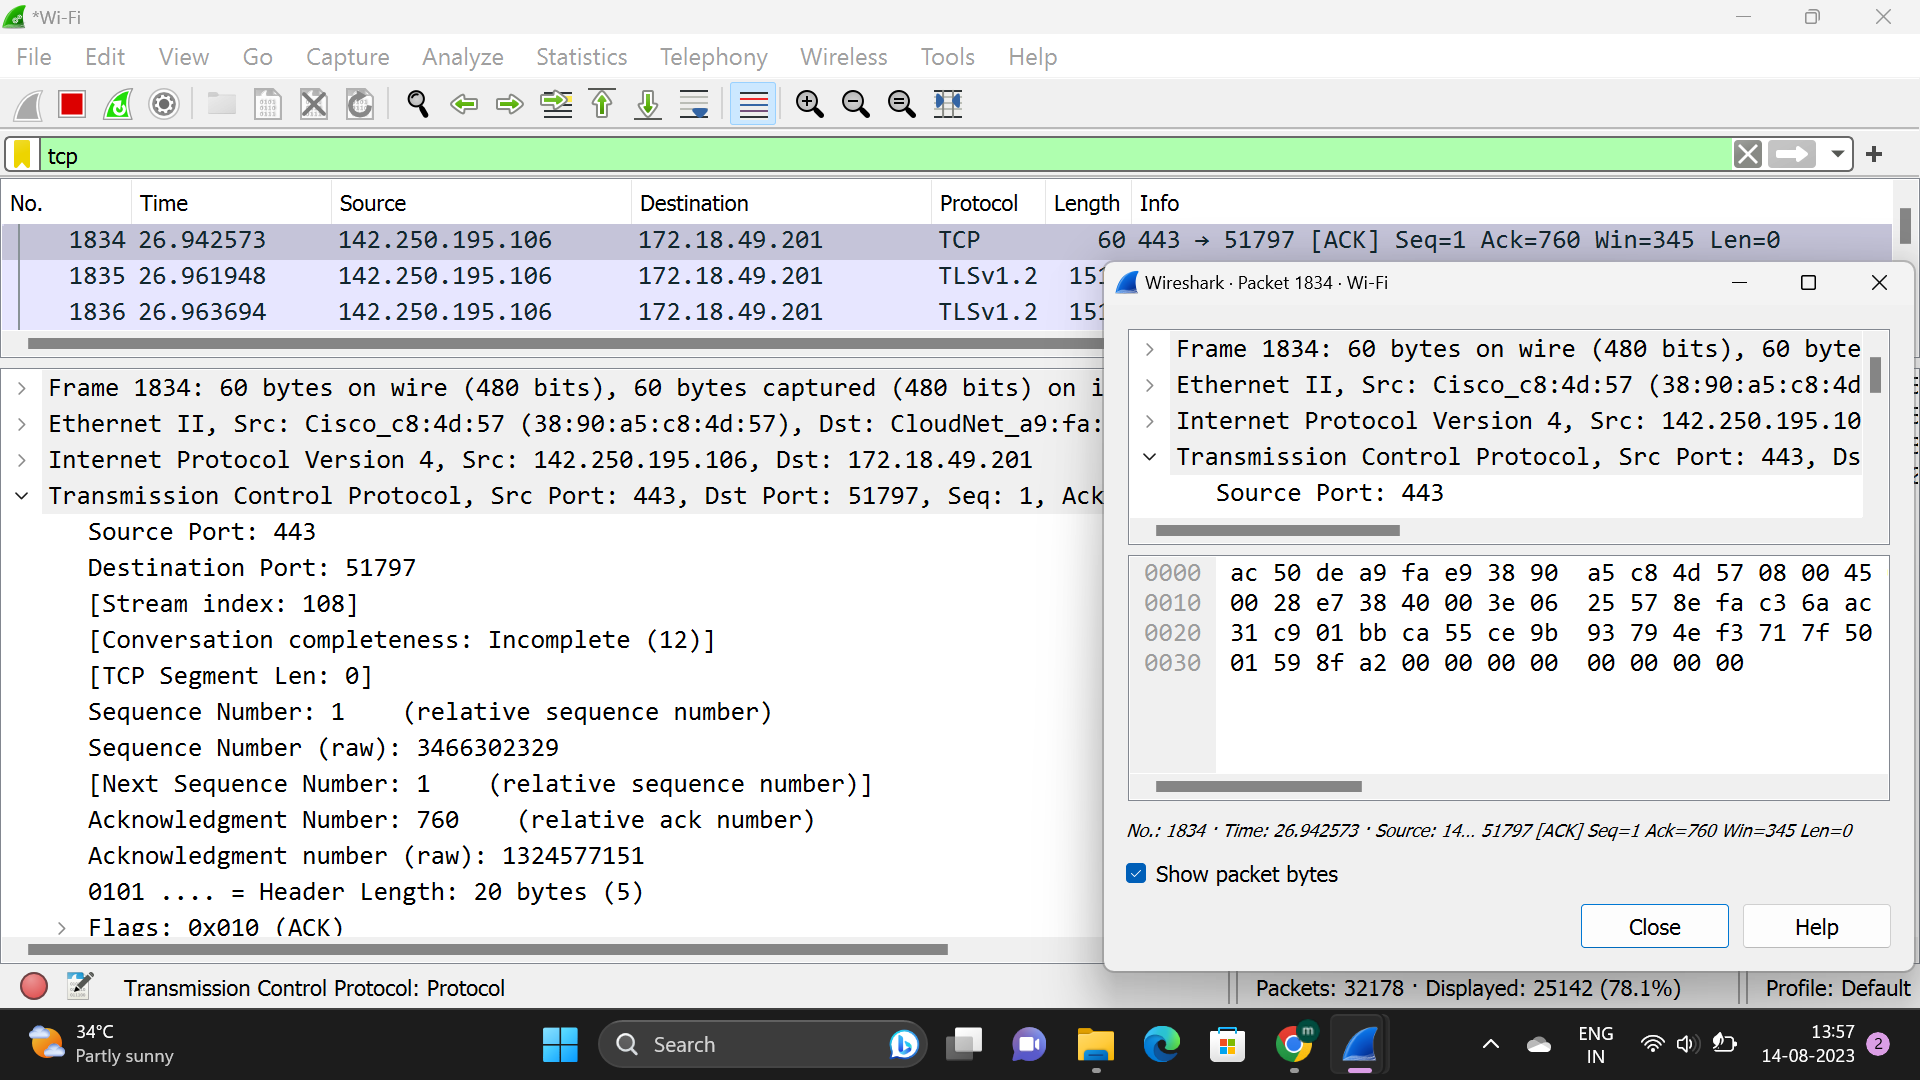 *Wi-Fi
File Edit View Go Capture Analyze Statistics Telephony Wireless Tools Help
tcp
No. Time Source Destination Protocol Length Info
1834 26.942573 142.250.195.106 172.18.49.201 TCP 60 443 → 51797 [ACK] Seq=1 Ack=760 Win=345 Len=0
1835 26.961948 142.250.195.106 172.18.49.201 TLSv1.2 151
1836 26.963694 142.250.195.106 172.18.49.201 TLSv1.2 151
Frame 1834: 60 bytes on wire (480 bits), 60 bytes captured (480 bits) on i
Ethernet II, Src: Cisco_c8:4d:57 (38:90:a5:c8:4d:57), Dst: CloudNet_a9:fa:
Internet Protocol Version 4, Src: 142.250.195.106, Dst: 172.18.49.201
Transmission Control Protocol, Src Port: 443, Dst Port: 51797, Seq: 1, Ack
Source Port: 443
Destination Port: 51797
[Stream index: 108]
[Conversation completeness: Incomplete (12)]
[TCP Segment Len: 0]
Sequence Number: 1 (relative sequence number)
Sequence Number (raw): 3466302329
[Next Sequence Number: 1 (relative sequence number)]
Acknowledgment Number: 760 (relative ack number)
Acknowledgment number (raw): 1324577151
0101 .... = Header Length: 20 bytes (5)
Flags: 0x010 (ACK)
Wireshark · Packet 1834 · Wi-Fi
Frame 1834: 60 bytes on wire (480 bits), 60 byte
Ethernet II, Src: Cisco_c8:4d:57 (38:90:a5:c8:4d
Internet Protocol Version 4, Src: 142.250.195.10
Transmission Control Protocol, Src Port: 443, Ds
Source Port: 443
0000 ac 50 de a9 fa e9 38 90 a5 c8 4d 57 08 00 45
0010 00 28 e7 38 40 00 3e 06 25 57 8e fa c3 6a ac
0020 31 c9 01 bb ca 55 ce 9b 93 79 4e f3 71 7f 50
0030 01 59 8f a2 00 00 00 00 00 00 00 00
No.: 1834 · Time: 26.942573 · Source: 14... 51797 [ACK] Seq=1 Ack=760 Win=345 Len=0
Show packet bytes
Close Help
Transmission Control Protocol: Protocol
Packets: 32178 · Displayed: 25142 (78.1%)
Profile: Default
34°C
Partly sunny
Search
m
ENG
IN
13:57
14-08-2023
2